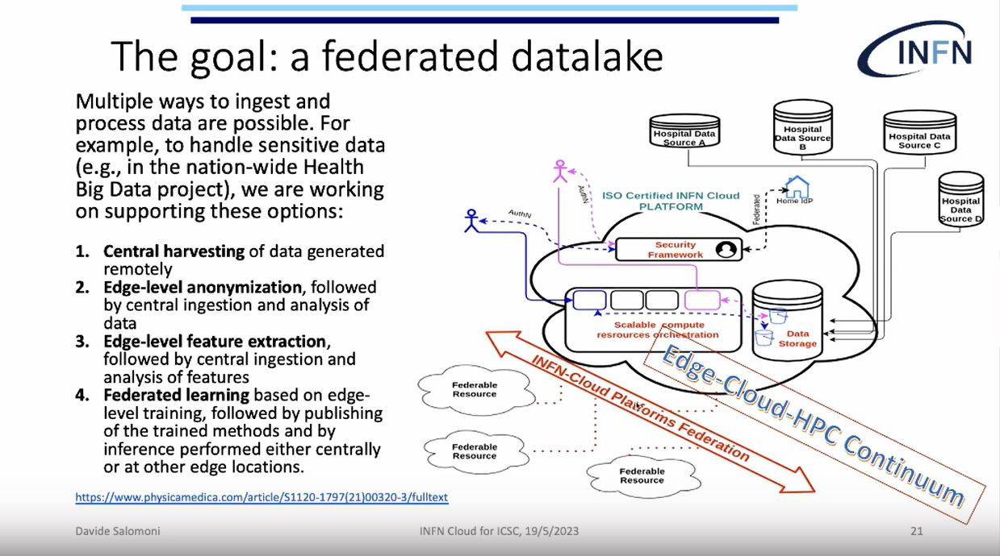 The goal: a federated datalake
INFN
Multiple ways to ingest and
process data are possible. For
example, to handle sensitive data
(e.g., in the nation-wide Health
Big Data project), we are working
on supporting these options:
1. Central harvesting of data generated
remotely
2. Edge-level anonymization, followed
by central ingestion and analysis of
data
3. Edge-level feature extraction,
followed by central ingestion and
analysis of features
4. Federated learning based on edge-
level training, followed by publishing
of the trained methods and by
inference performed either centrally
or at other edge locations.
https://www.physicamedica.com/article/S1120-1797(21)00320-3/fulltext
Hospital Data
Source A
Hospital
Data Source
B
Hospital Data
Source C
Hospital
Data
Source D
AuthN
AuthN
ISO Certified INFN Cloud
PLATFORM
Federated
Home IdP
Security
Framework
Scalable compute
resrources orchestration
Data
Storage
INFN-Cloud Platforms Federation
Edge-Cloud-HPC Continuum
Federable
Resource
Federable
Resource
Federable
Resource
Davide Salomoni
INFN Cloud for ICSC, 19/5/2023
21